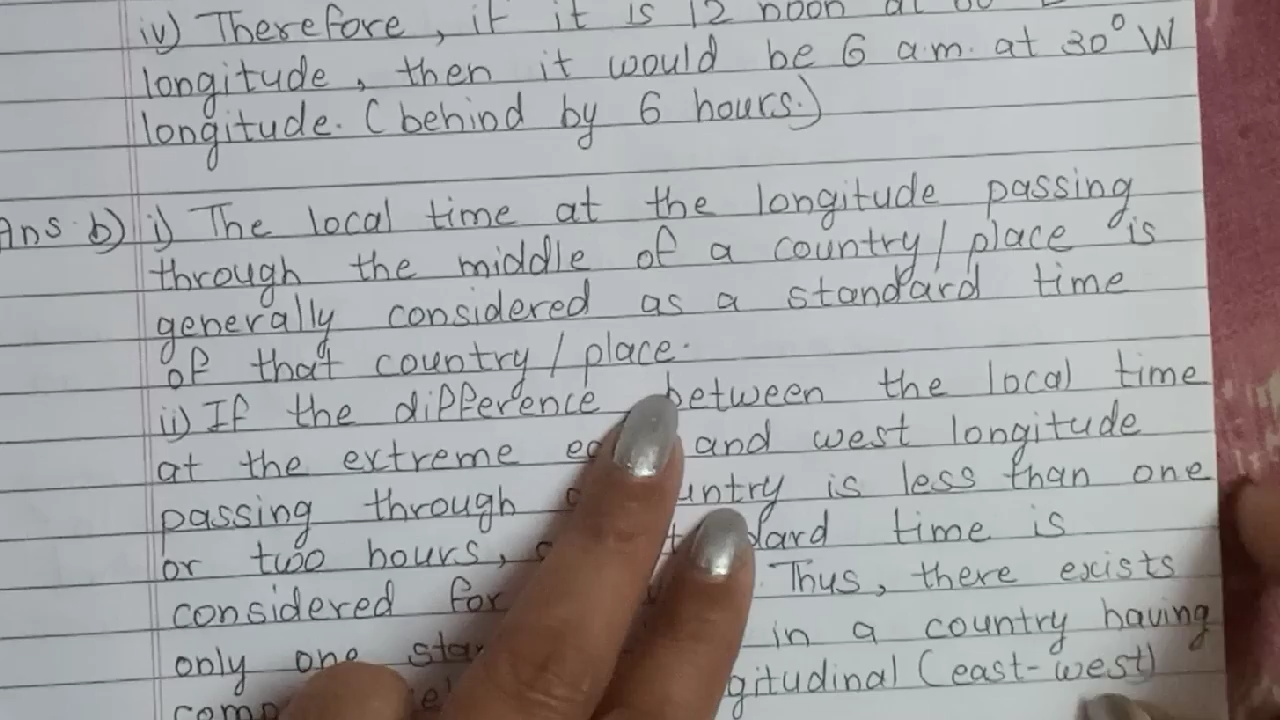 iv) Therefore, if it is 12 noon at
longitude, then it would be 6 a.m. at 30° W
longitude. (behind by 6 hours.)
Ans b) i) The local time at the longitude passing
through the middle of a country/place is
generally considered as a standard time
of that country/place.
ii) If the difference between the local time
at the extreme and west longitude
passing through is less than one
or two hours, time is
considered for Thus, there exists
only one in a country having
(east-west)